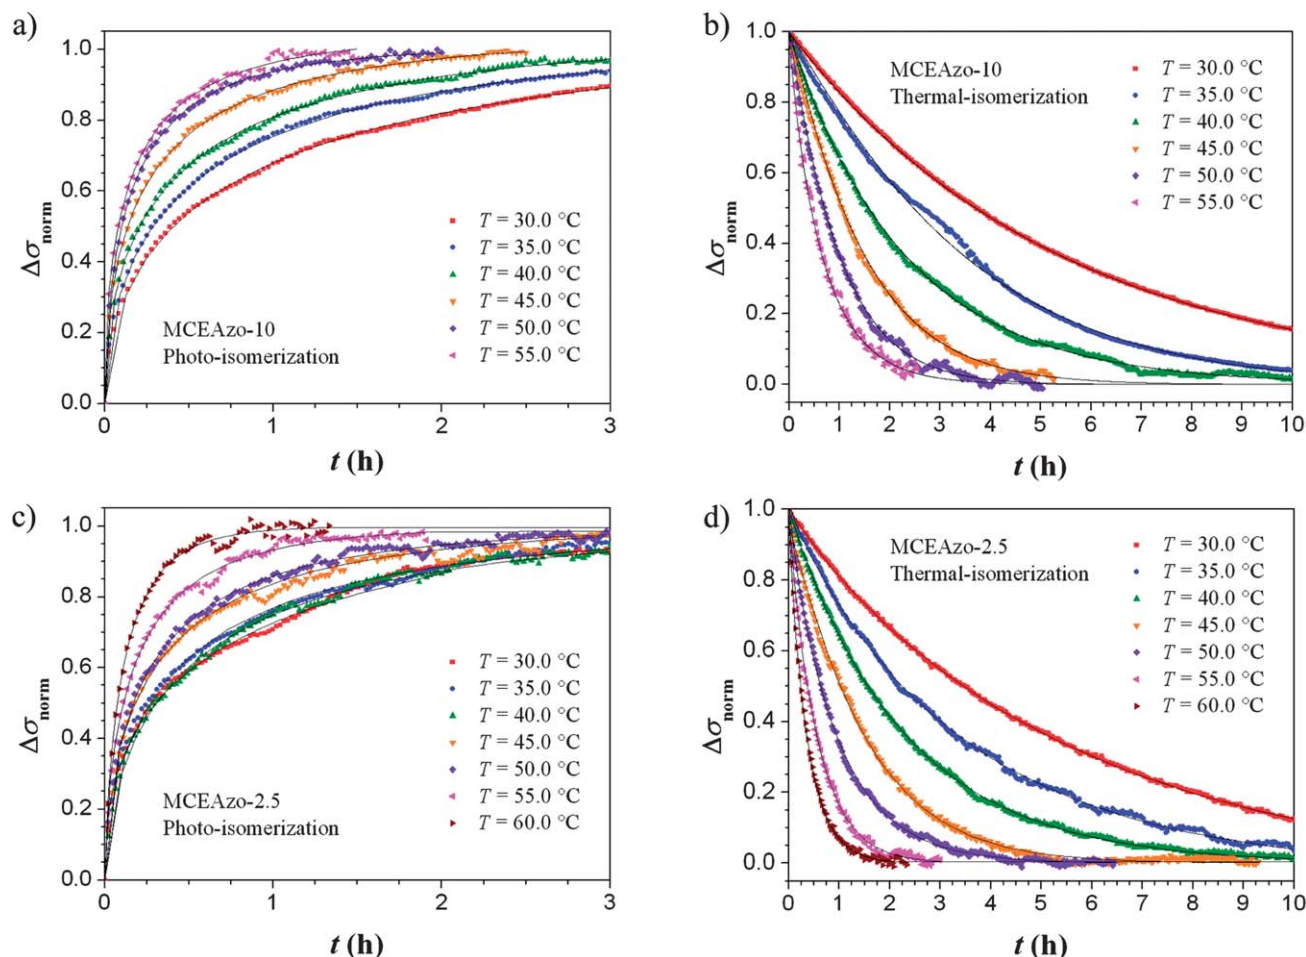 a)
1.0
0.8
0.6
0.4
0.2
0.0
Δσnorm
MCEAzo-10
Photo-isomerization
T = 30.0 °C
T = 35.0 °C
T = 40.0 °C
T = 45.0 °C
T = 50.0 °C
T = 55.0 °C
0 1 2 3
t (h)
b)
1.0
0.8
0.6
0.4
0.2
0.0
Δσnorm
MCEAzo-10
Thermal-isomerization
T = 30.0 °C
T = 35.0 °C
T = 40.0 °C
T = 45.0 °C
T = 50.0 °C
T = 55.0 °C
0 1 2 3 4 5 6 7 8 9 10
t (h)
c)
1.0
0.8
0.6
0.4
0.2
0.0
Δσnorm
MCEAzo-2.5
Photo-isomerization
T = 30.0 °C
T = 35.0 °C
T = 40.0 °C
T = 45.0 °C
T = 50.0 °C
T = 55.0 °C
T = 60.0 °C
0 1 2 3
t (h)
d)
1.0
0.8
0.6
0.4
0.2
0.0
Δσnorm
MCEAzo-2.5
Thermal-isomerization
T = 30.0 °C
T = 35.0 °C
T = 40.0 °C
T = 45.0 °C
T = 50.0 °C
T = 55.0 °C
T = 60.0 °C
0 1 2 3 4 5 6 7 8 9 10
t (h)